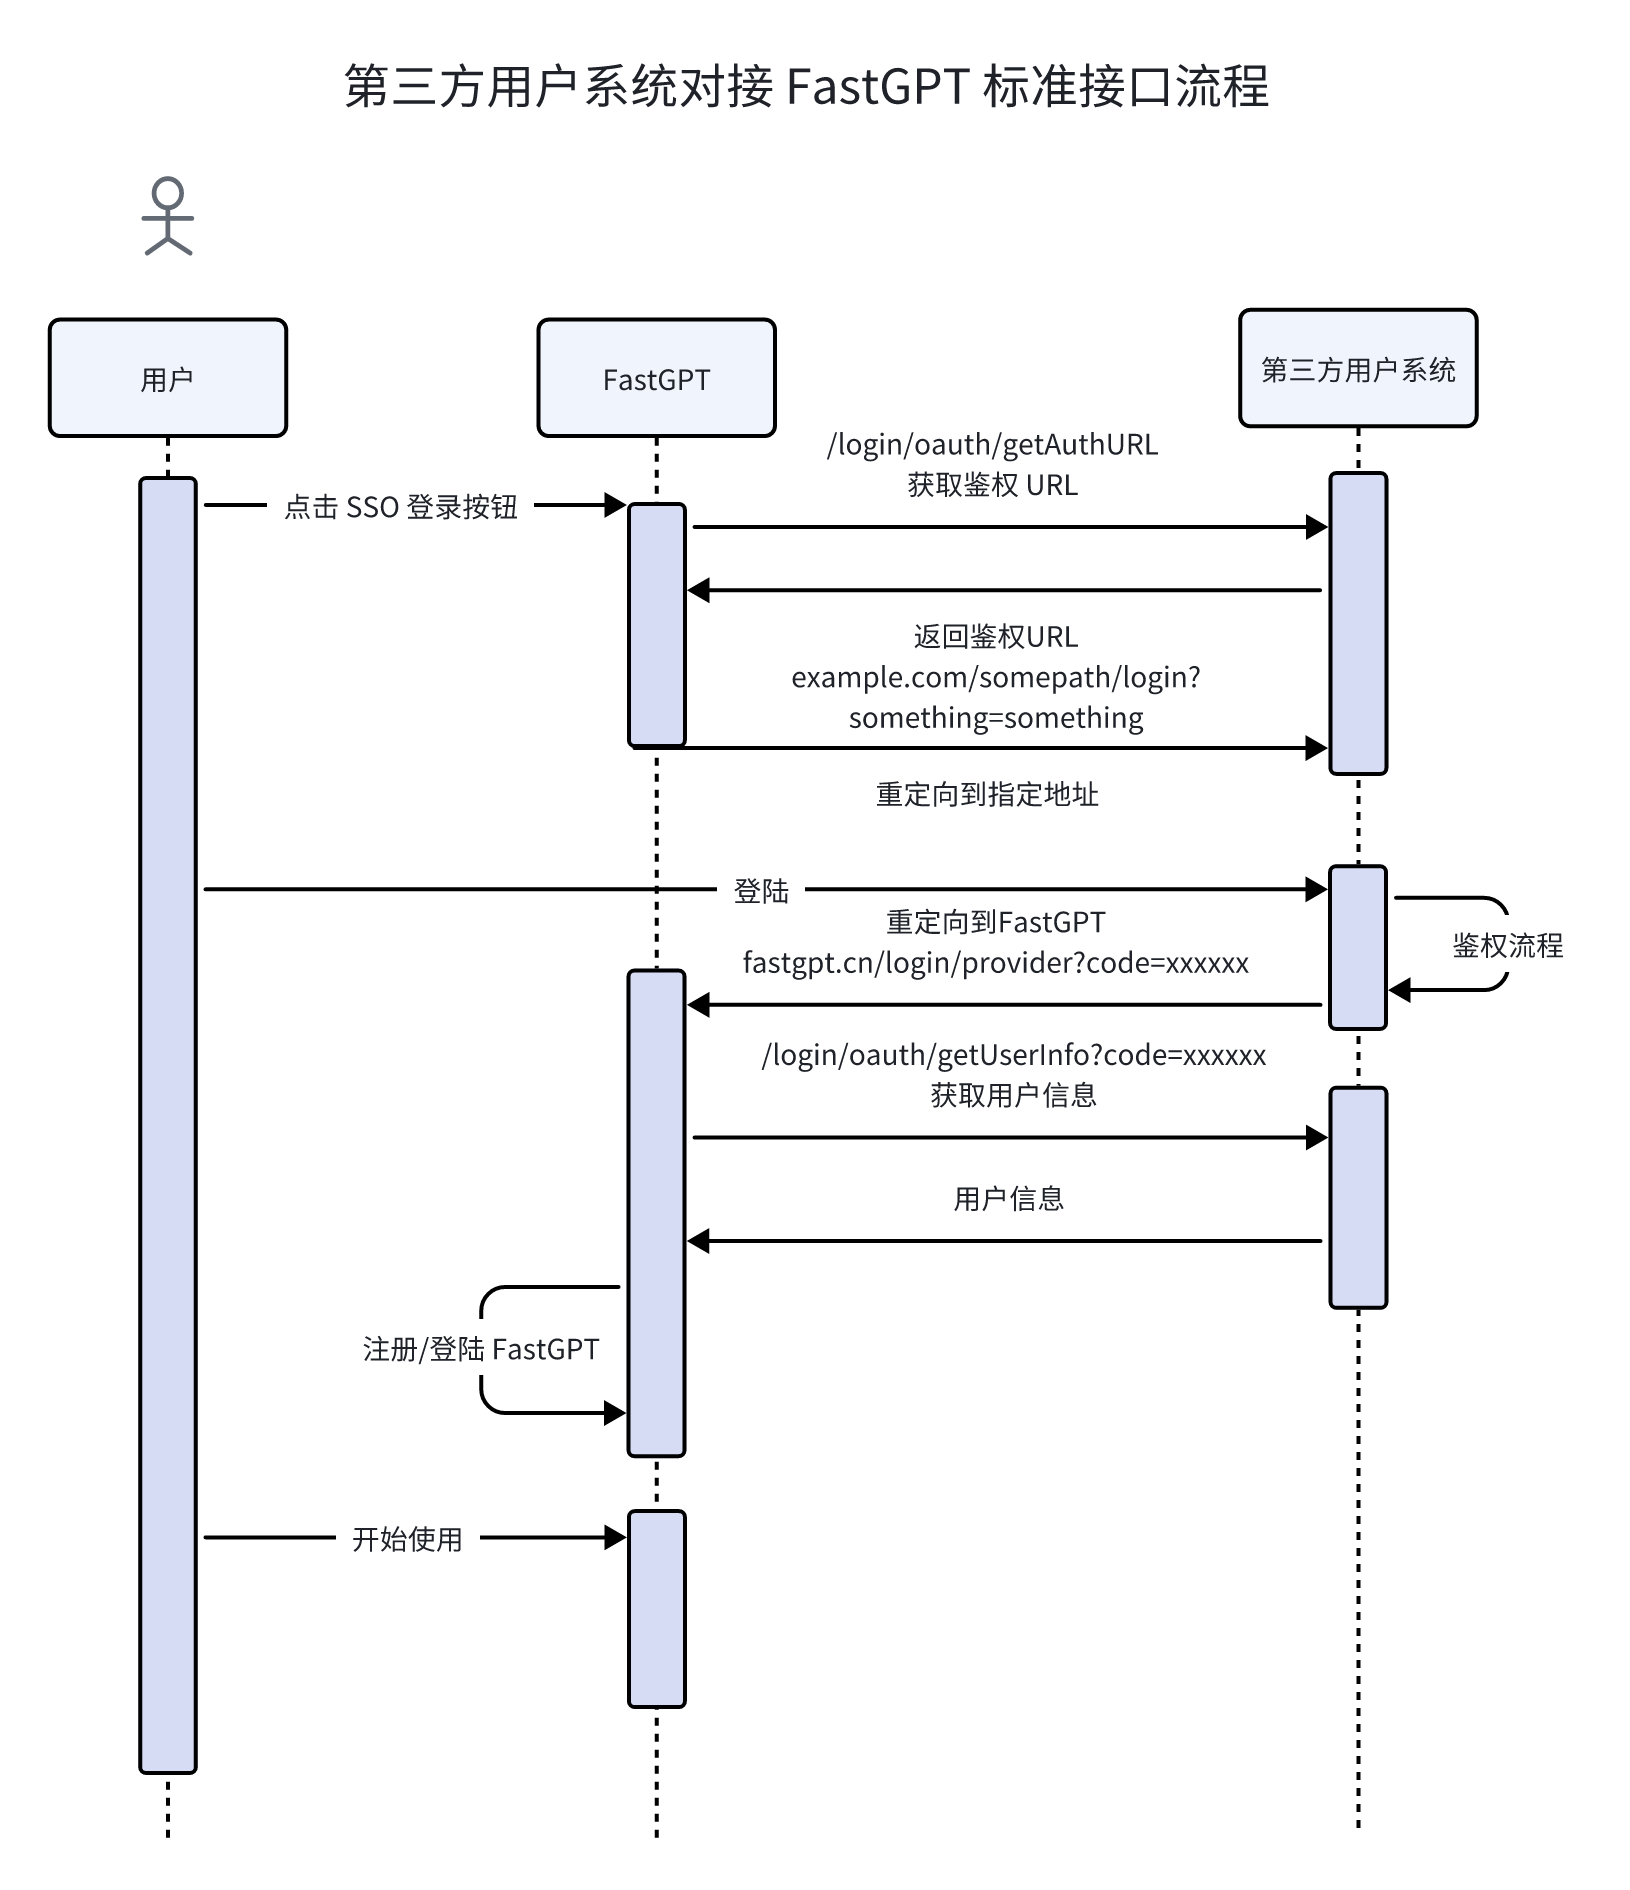 第三方用户系统对接 FastGPT 标准接口流程
用户
FastGPT
第三方用户系统
/login/oauth/getAuthURL
获取鉴权 URL
点击 SSO 登录按钮
返回鉴权URL
example.com/somepath/login?
something=something
重定向到指定地址
登陆
重定向到FastGPT
fastgpt.cn/login/provider?code=xxxxxx
鉴权流程
/login/oauth/getUserInfo?code=xxxxxx
获取用户信息
用户信息
注册/登陆 FastGPT
开始使用